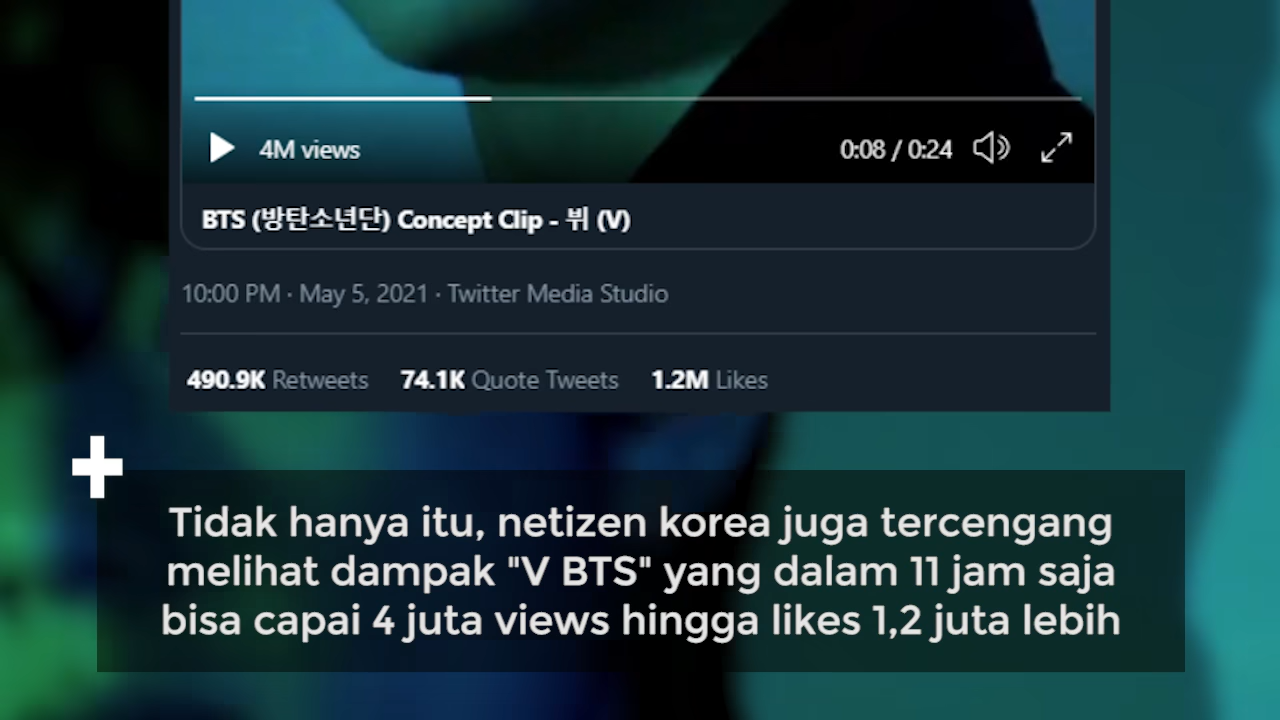 4M views
0:08 / 0:24
BTS (방탄소년단) Concept Clip - 뷔 (V)
10:00 PM · May 5, 2021 · Twitter Media Studio
490.9K Retweets 74.1K Quote Tweets 1.2M Likes
Tidak hanya itu, netizen korea juga tercengang
melihat dampak "V BTS" yang dalam 11 jam saja
bisa capai 4 juta views hingga likes 1,2 juta lebih